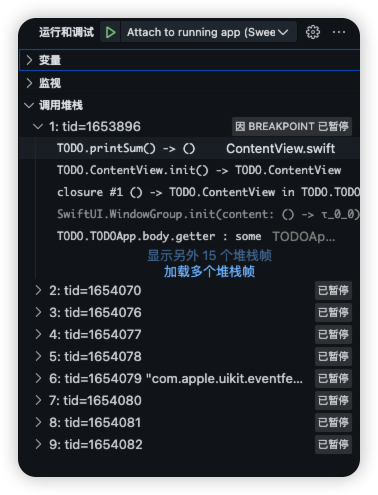 运行和调试 Attach to running app (Swee
变量
监视
调用堆栈
1: tid=1653896 因 BREAKPOINT 已暂停
TODO.printSum() -> () ContentView.swift
TODO.ContentView.init() -> TODO.ContentView
closure #1 () -> TODO.ContentView in TODO.TODO
SwiftUI.WindowGroup.init(content: () -> τ_0_0)
TODO.TODOApp.body.getter : some TODOAp...
显示另外 15 个堆栈帧
加载多个堆栈帧
2: tid=1654070 已暂停
3: tid=1654076 已暂停
4: tid=1654077 已暂停
5: tid=1654078 已暂停
6: tid=1654079 "com.apple.uikit.eventfe... 已暂停
7: tid=1654080 已暂停
8: tid=1654081 已暂停
9: tid=1654082 已暂停